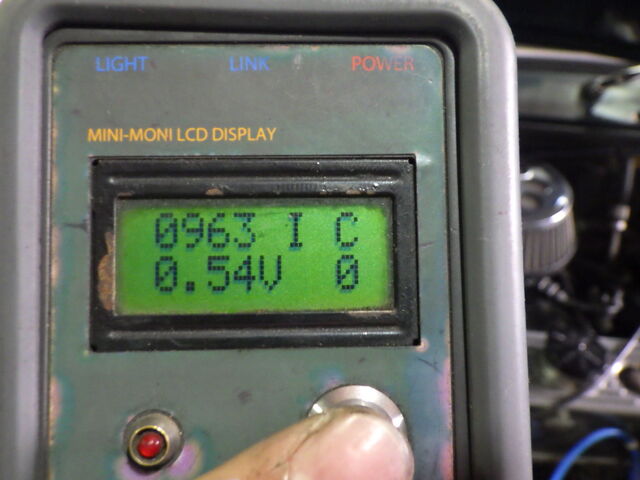 LIGHT LINK POWER
MINI-MONI LCD DISPLAY
0963 I C
0.54V 0